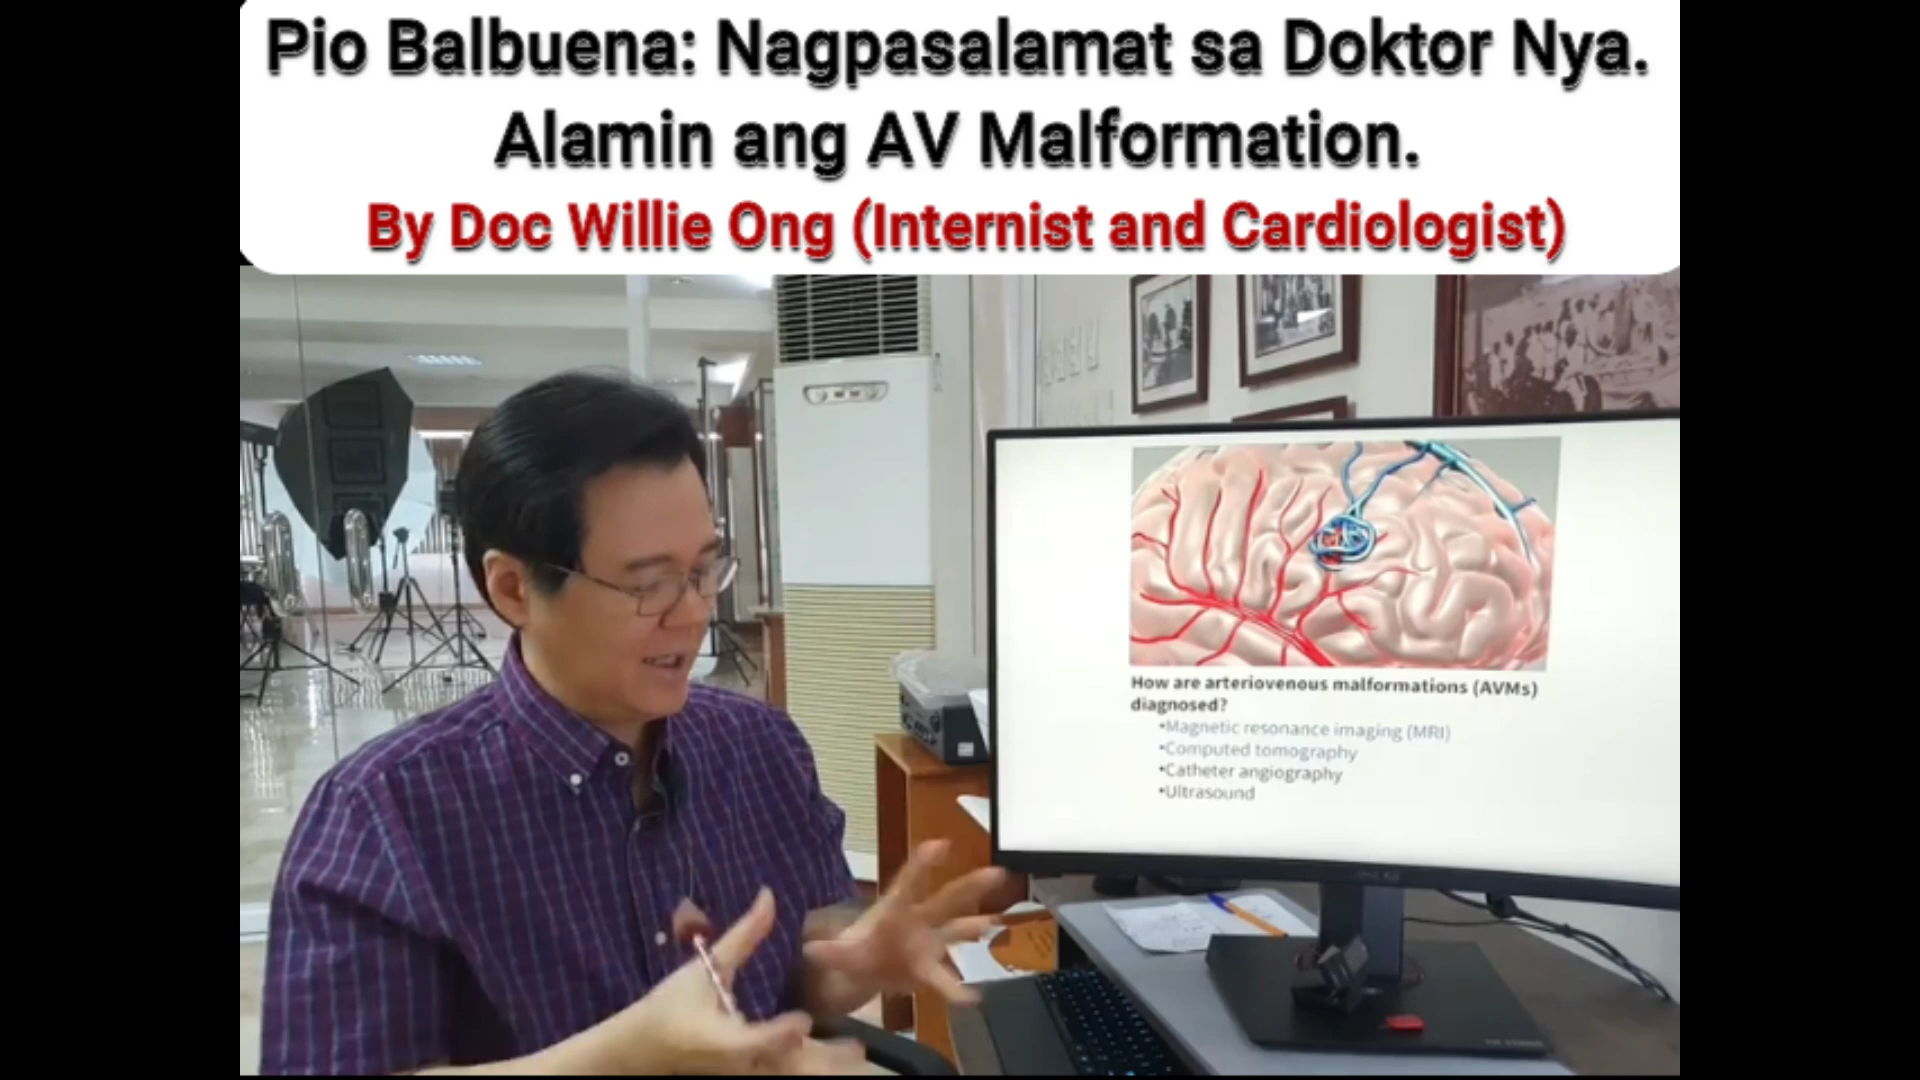 Pio Balbuena: Nagpasalamat sa Doktor Nya.
Alamin ang AV Malformation.
By Doc Willie Ong (Internist and Cardiologist)
How are arteriovenous malformations (AVMs)
diagnosed?
•Magnetic resonance imaging (MRI)
•Computed tomography
•Catheter angiography
•Ultrasound